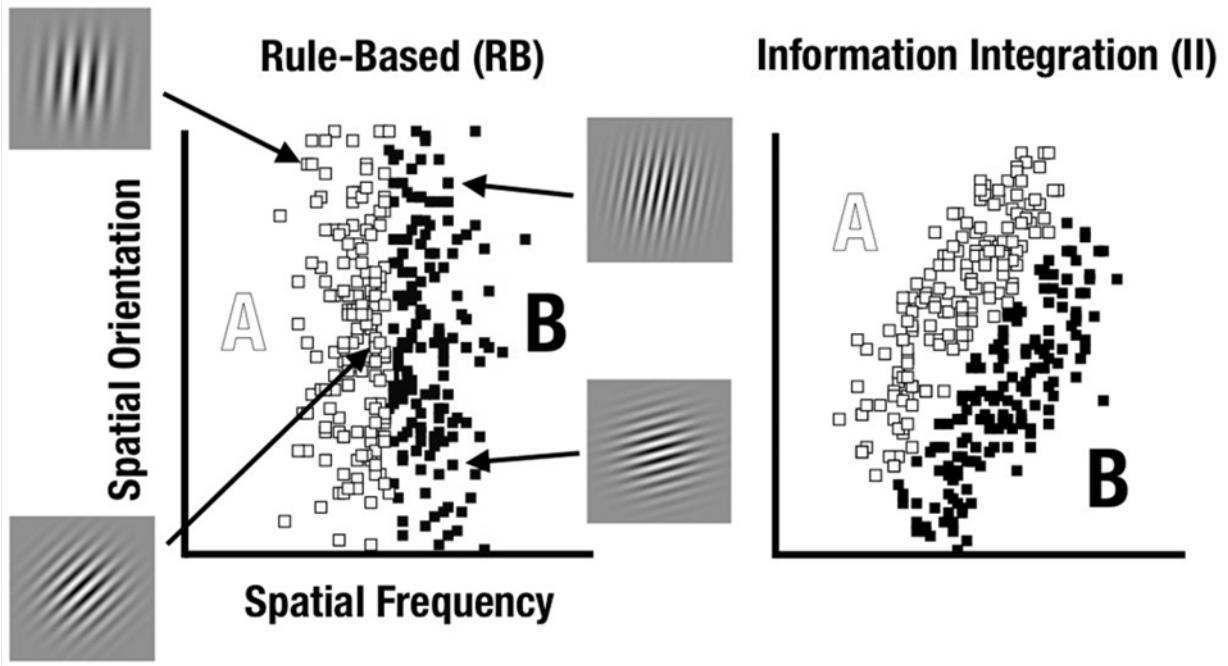 Rule-Based (RB)
Information Integration (II)
Spatial Orientation
A
B
A
B
Spatial Frequency